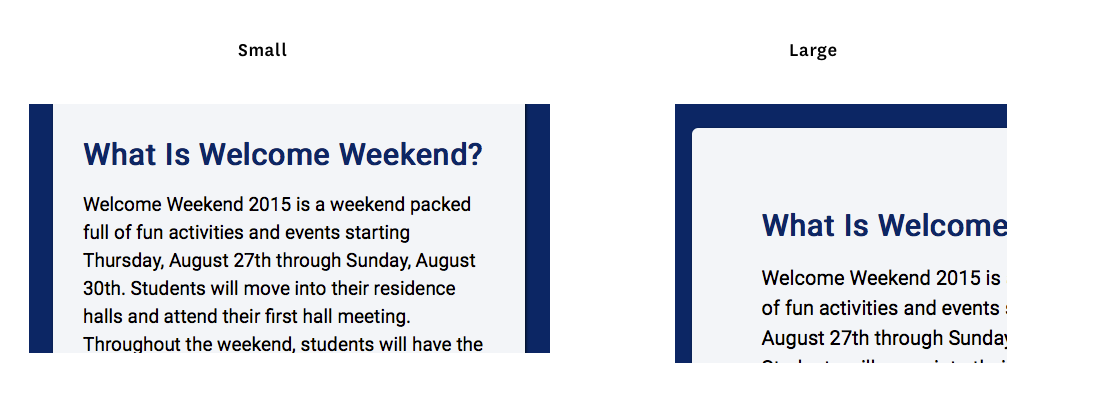 Small
What Is Welcome Weekend?
Welcome Weekend 2015 is a weekend packed
full of fun activities and events starting
Thursday, August 27th through Sunday, August
30th. Students will move into their residence
halls and attend their first hall meeting.
Throughout the weekend, students will have the
Large
What Is Welcome
Welcome Weekend 2015 is
of fun activities and events
August 27th through Sunday